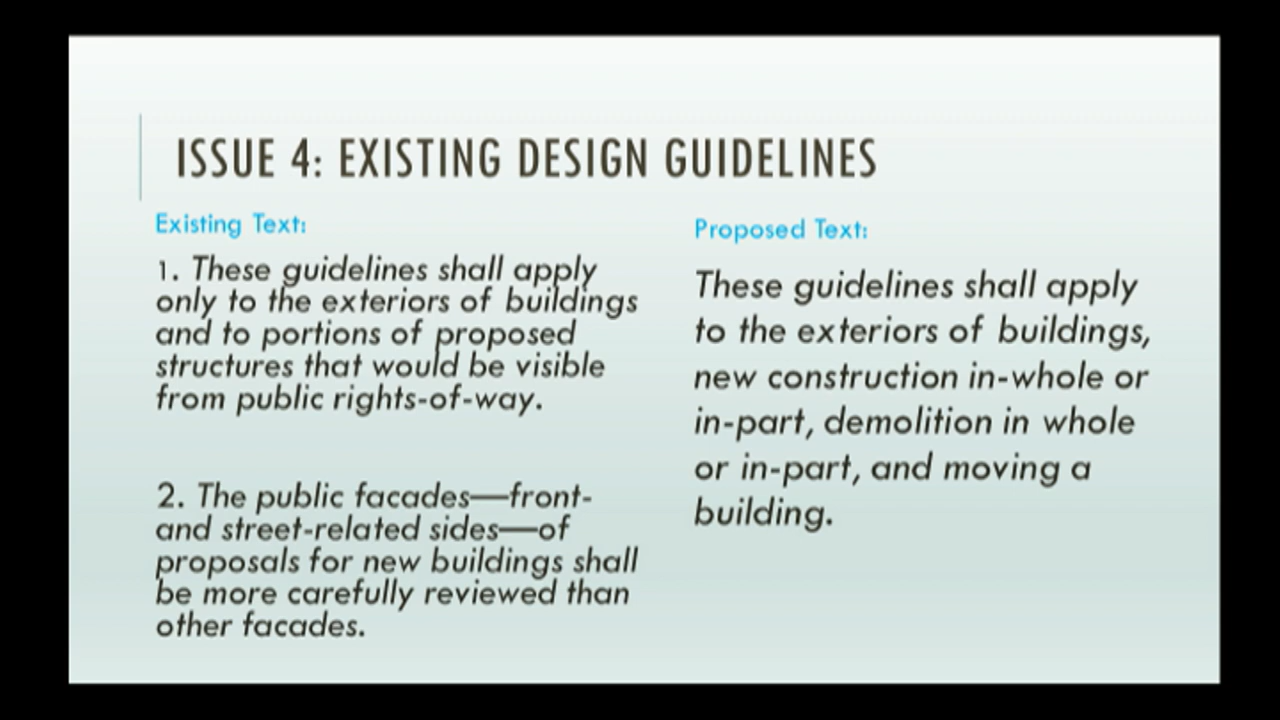 ISSUE 4: EXISTING DESIGN GUIDELINES
Existing Text:
1. These guidelines shall apply
only to the exteriors of buildings
and to portions of proposed
structures that would be visible
from public rights-of-way.
2. The public facades—front-
and street-related sides—of
proposals for new buildings shall
be more carefully reviewed than
other facades.
Proposed Text:
These guidelines shall apply
to the exteriors of buildings,
new construction in-whole or
in-part, demolition in whole
or in-part, and moving a
building.